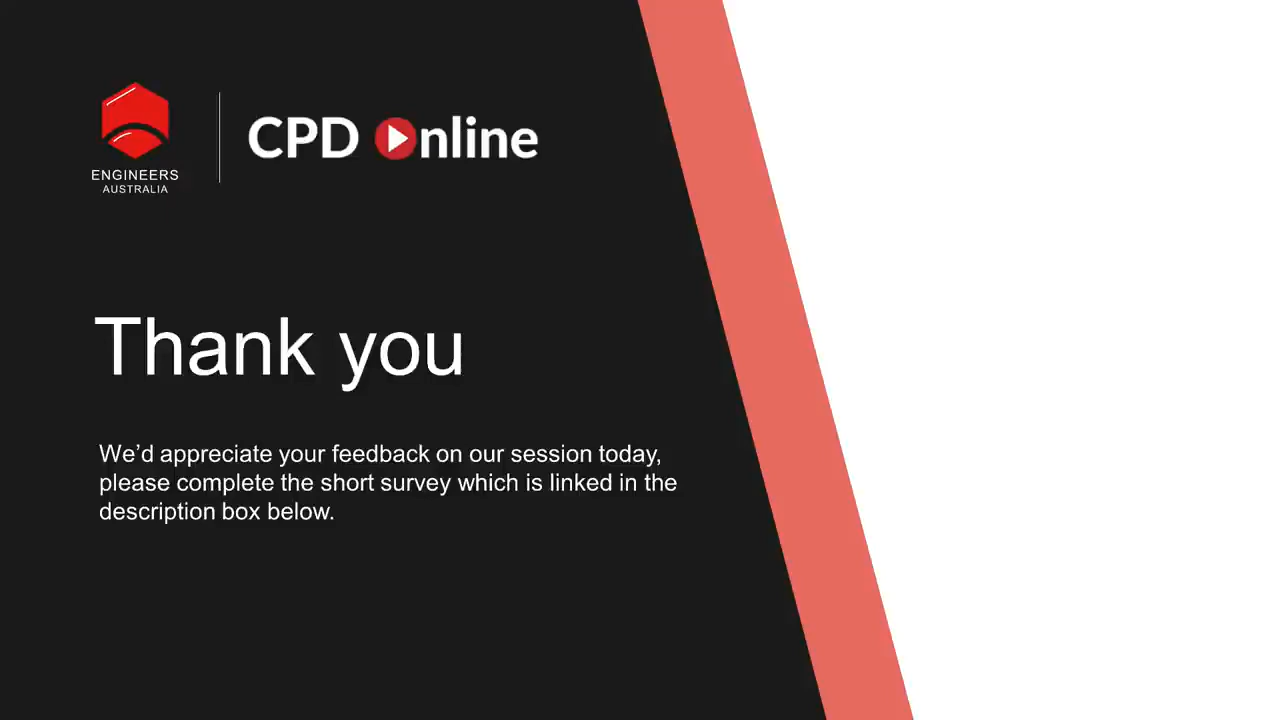 ENGINEERS
AUSTRALIA
CPD Online
Thank you
We’d appreciate your feedback on our session today,
please complete the short survey which is linked in the
description box below.